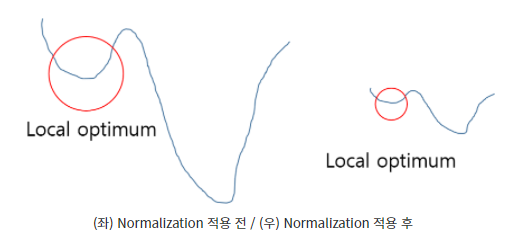 Local optimum
Local optimum
(좌) Normalization 적용 전 / (우) Normalization 적용 후